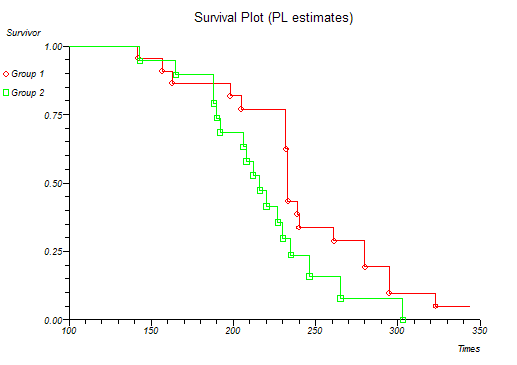 Survival Plot (PL estimates)
Survivor
1.00
Group 1
Group 2
0.75
0.50
0.25
0.00
100 150 200 250 300 350
Times